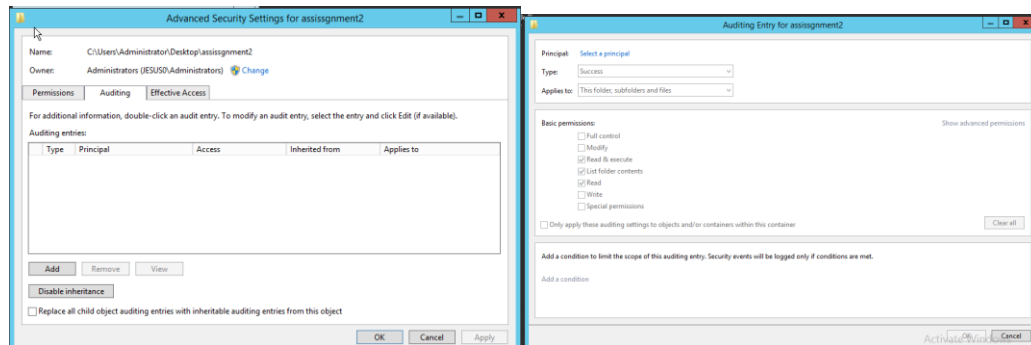 Advanced Security Settings for assissgnment2
Name: C:\Users\Administrator\Desktop\assissgnment2
Owner: Administrators (JESUS0\Administrators) Change
Permissions Auditing Effective Access
For additional information, double-click an audit entry. To modify an audit entry, select the entry and click Edit (if available).
Auditing entries:
Type Principal Access Inherited from Applies to
Add Remove View
Disable inheritance
Replace all child object auditing entries with inheritable auditing entries from this object
OK Cancel Apply
Auditing Entry for assissgnment2
Principal: Select a principal
Type: Success
Applies to: This folder, subfolders and files
Basic permissions: Show advanced permissions
Full control
Modify
Read & execute
List folder contents
Read
Write
Special permissions
Only apply these auditing settings to objects and/or containers within this container
Clear all
Add a condition to limit the scope of this auditing entry. Security events will be logged only if conditions are met.
Add a condition
OK Cancel
Activate Windows